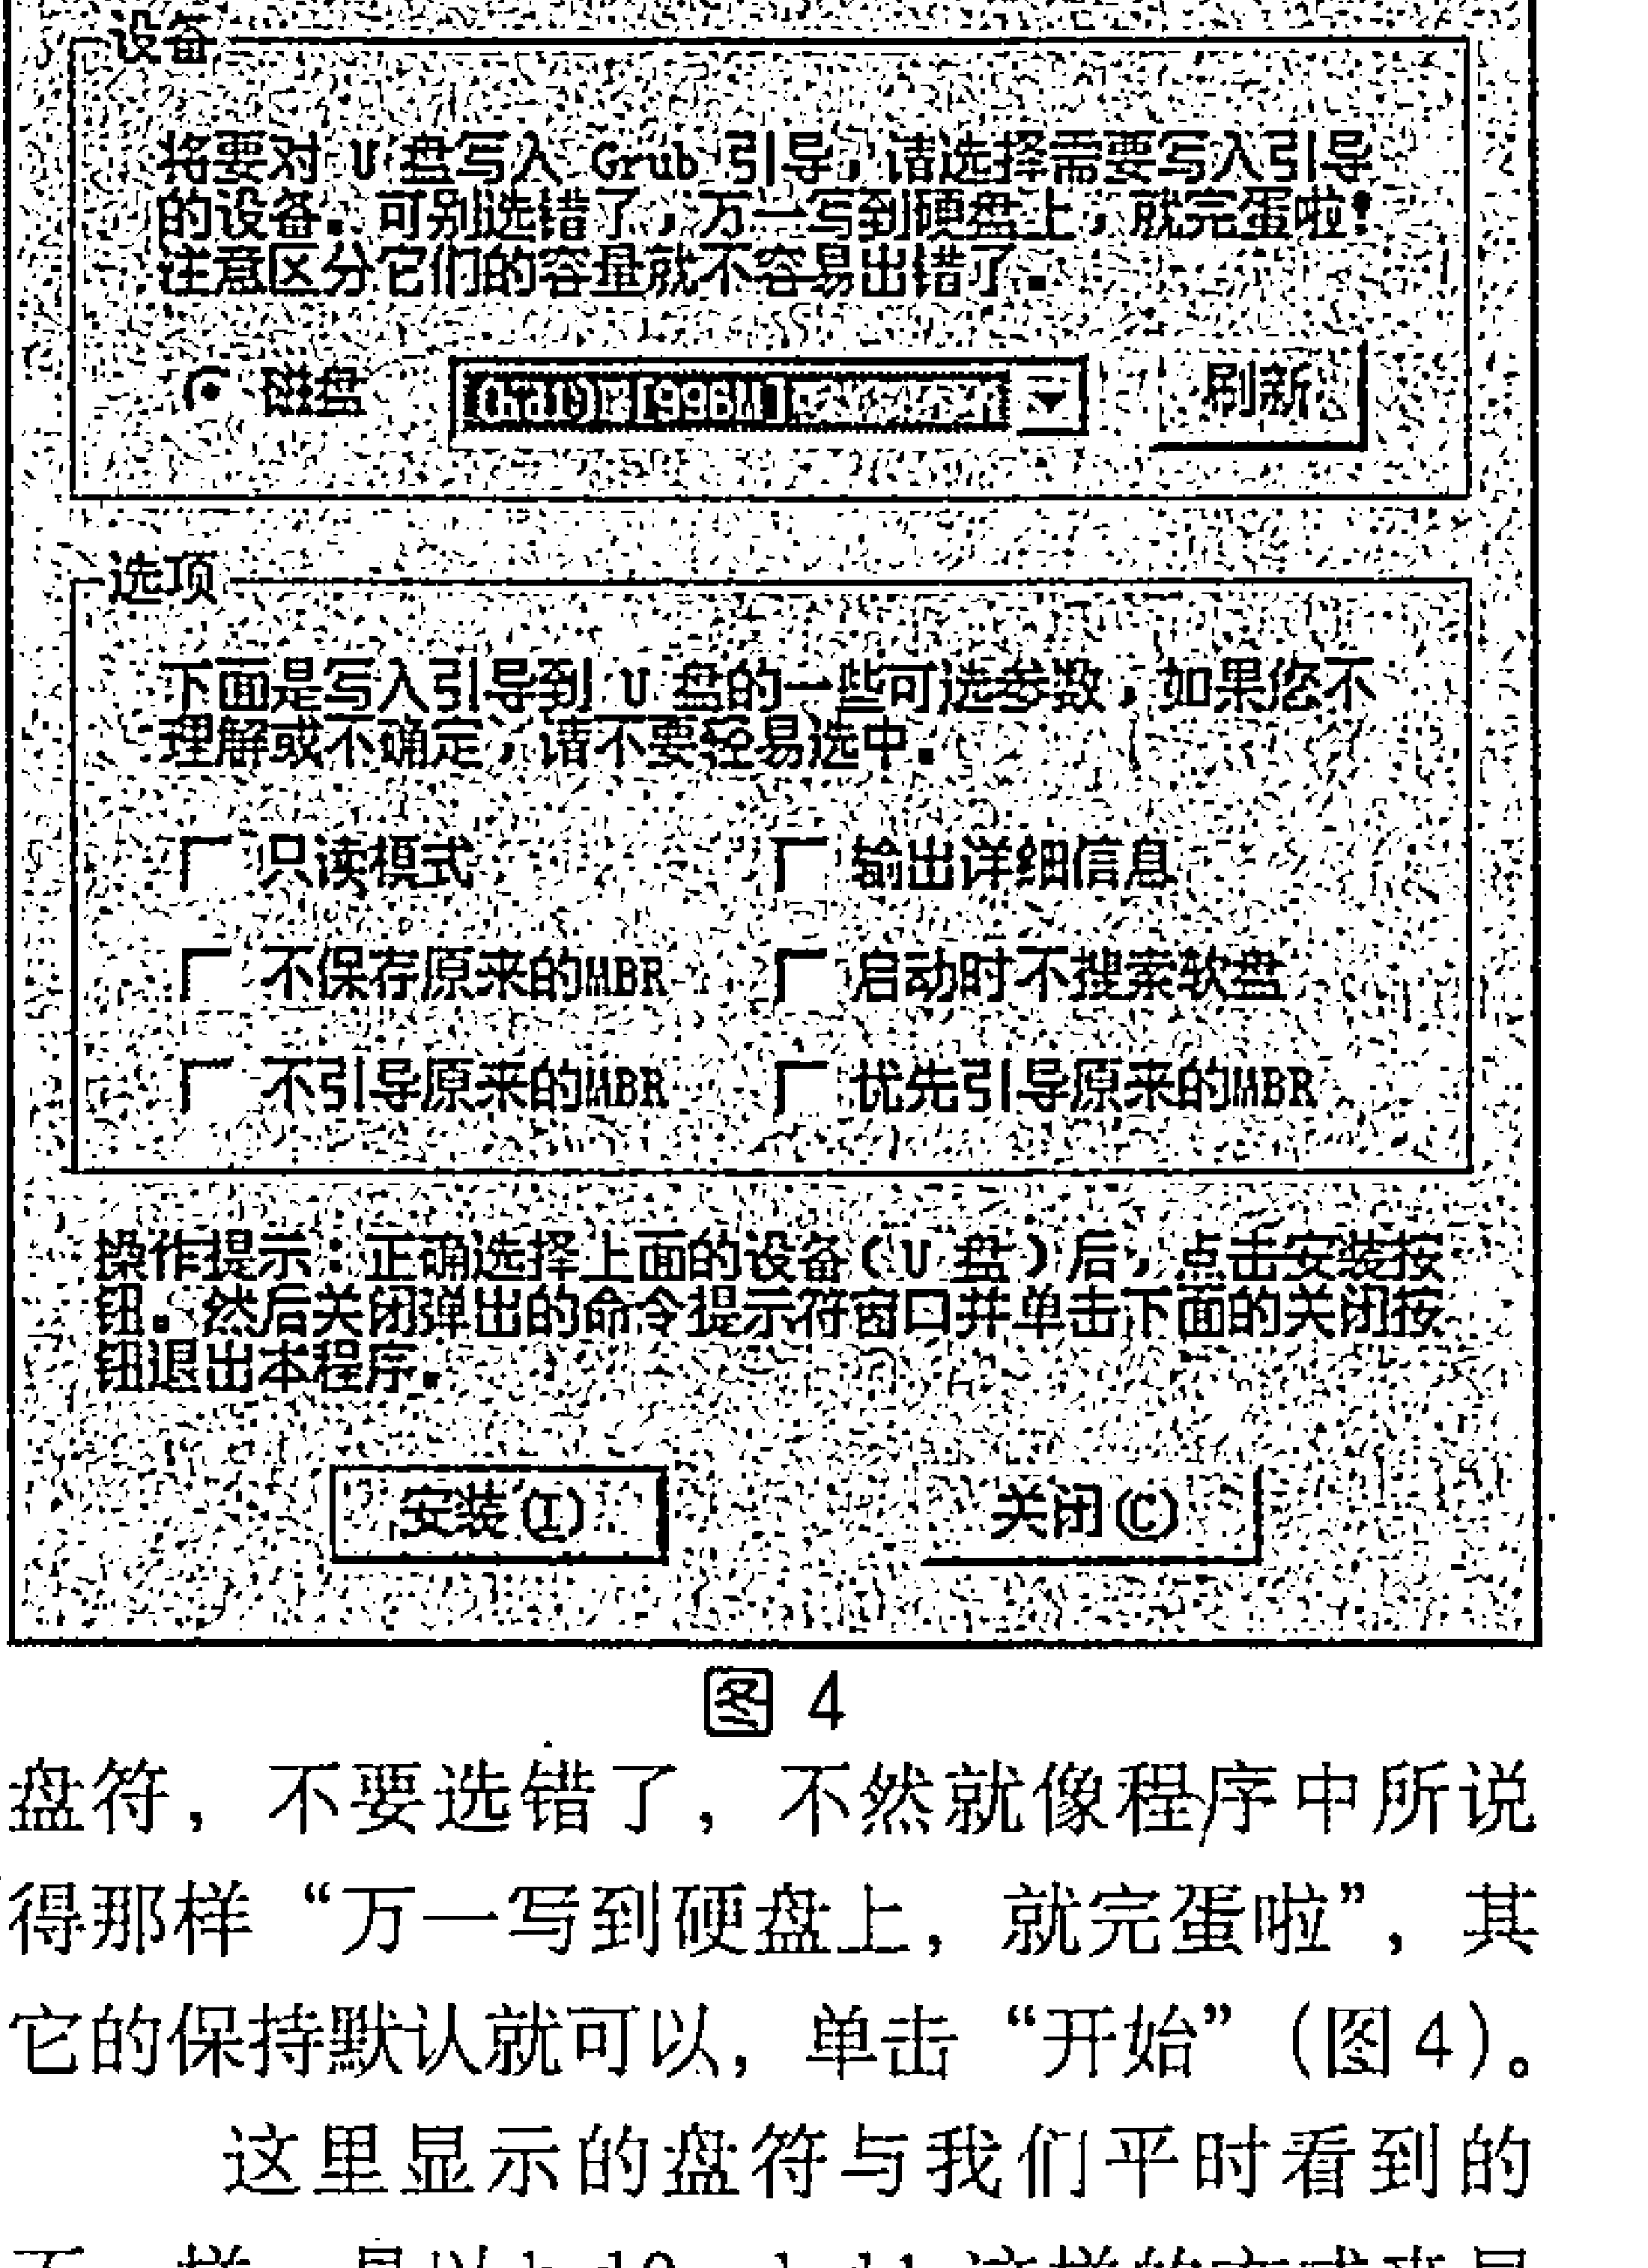 设备
将要对 U 盘写入 Grub 引导，请选择需要写入引导
的设备。可别选错了，万一写到硬盘上，就完蛋啦！
注意区分它们的容量就不容易出错了。
磁盘 (hd1) [996M] 刷新
选项
下面是写入引导到 U 盘的一些可选参数，如果您不
理解或不确定，请不要轻易选中。
只读模式 输出详细信息
不保存原来的MBR 启动时不搜索软盘
不引导原来的MBR 优先引导原来的MBR
操作提示：正确选择上面的设备(U 盘)后，点击安装按
钮。然后关闭弹出的命令提示符窗口并单击下面的关闭按
钮退出本程序。
安装(I) 关闭(C)
图 4
盘符，不要选错了，不然就像程序中所说
得那样“万一写到硬盘上，就完蛋啦”，其
它的保持默认就可以，单击“开始”（图4）。
这里显示的盘符与我们平时看到的